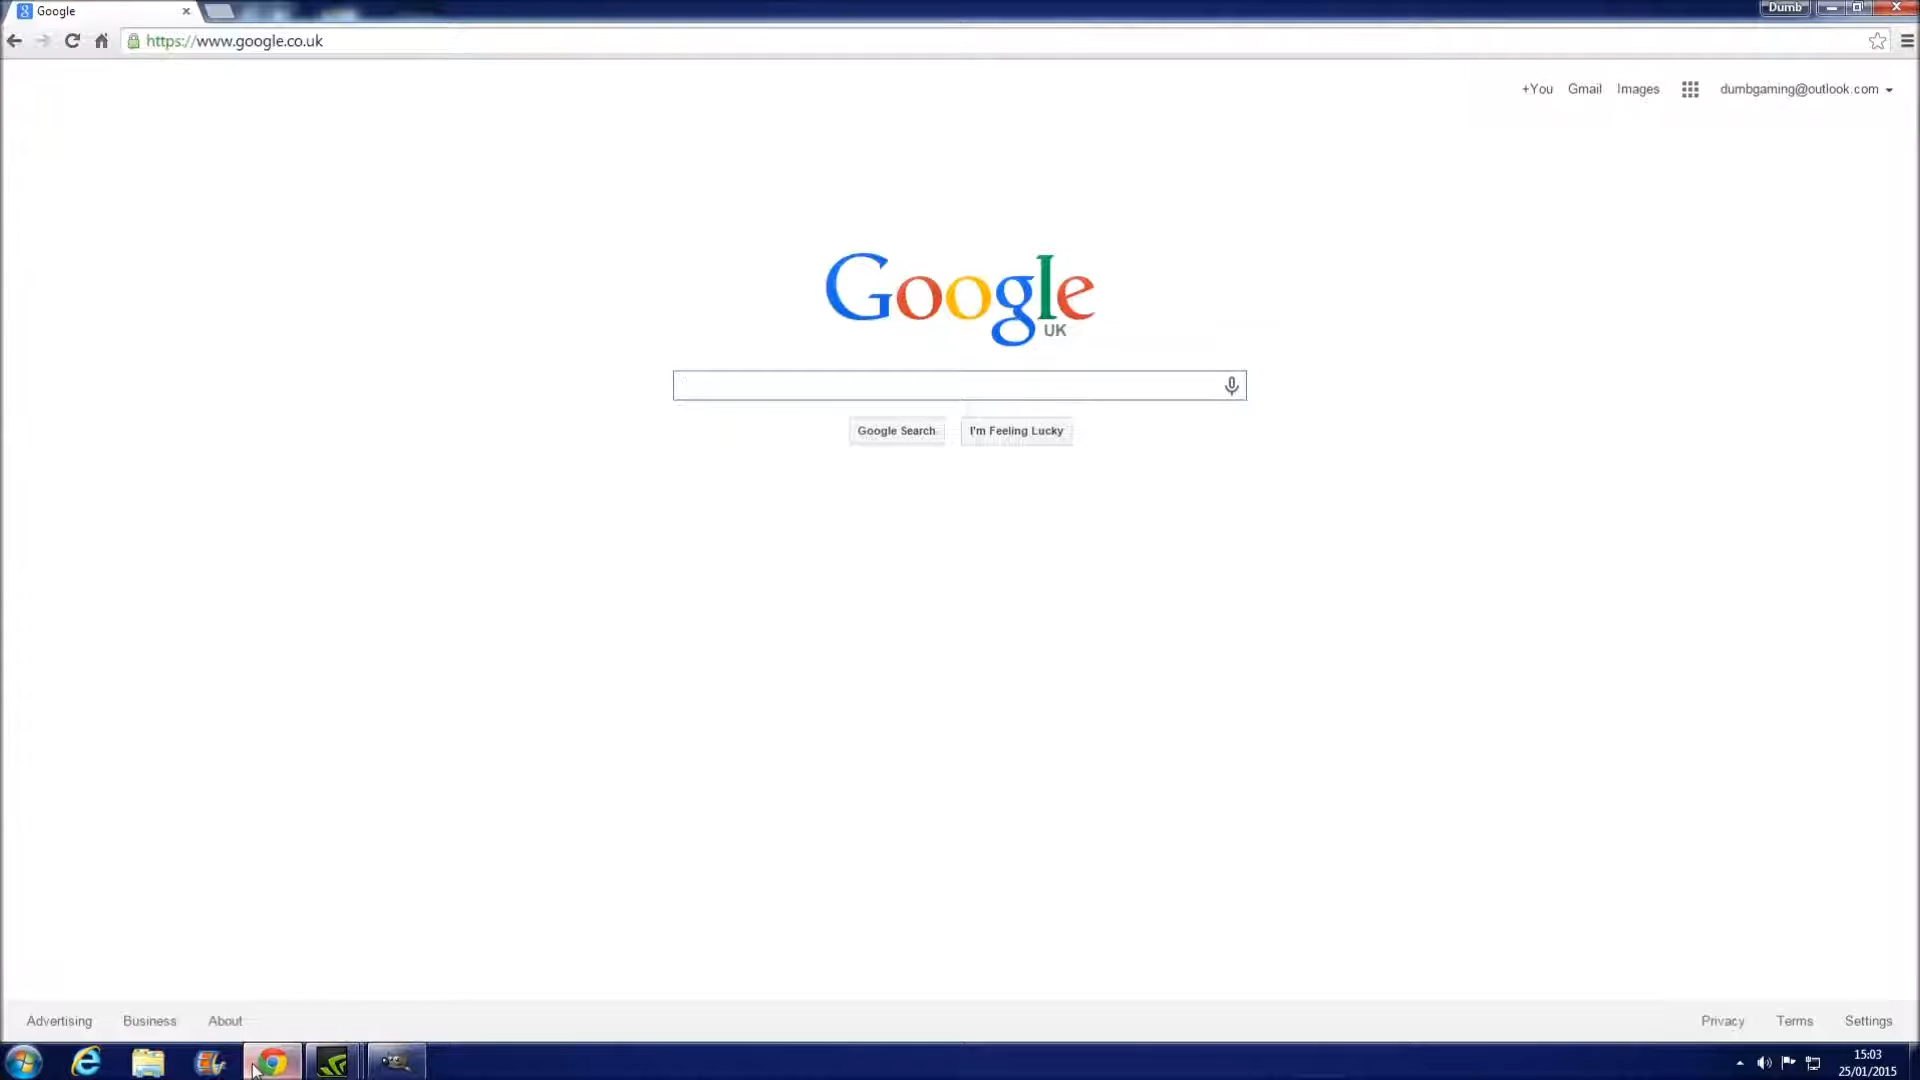 Google
Dumb
https://www.google.co.uk
+You Gmail Images dumbgaming@outlook.com
Google
UK
Google Search I'm Feeling Lucky
Advertising Business About Privacy Terms Settings
15:03
25/01/2015